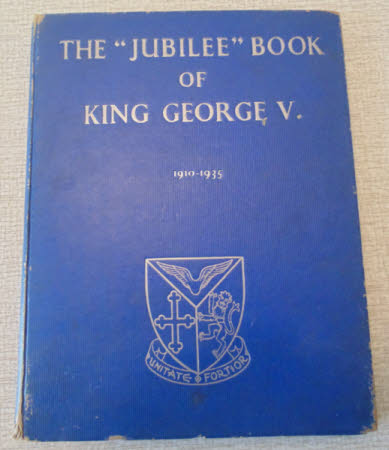 THE “JUBILEE” BOOK
OF
KING GEORGE V.
1910-1935
UNITATE FORTIOR